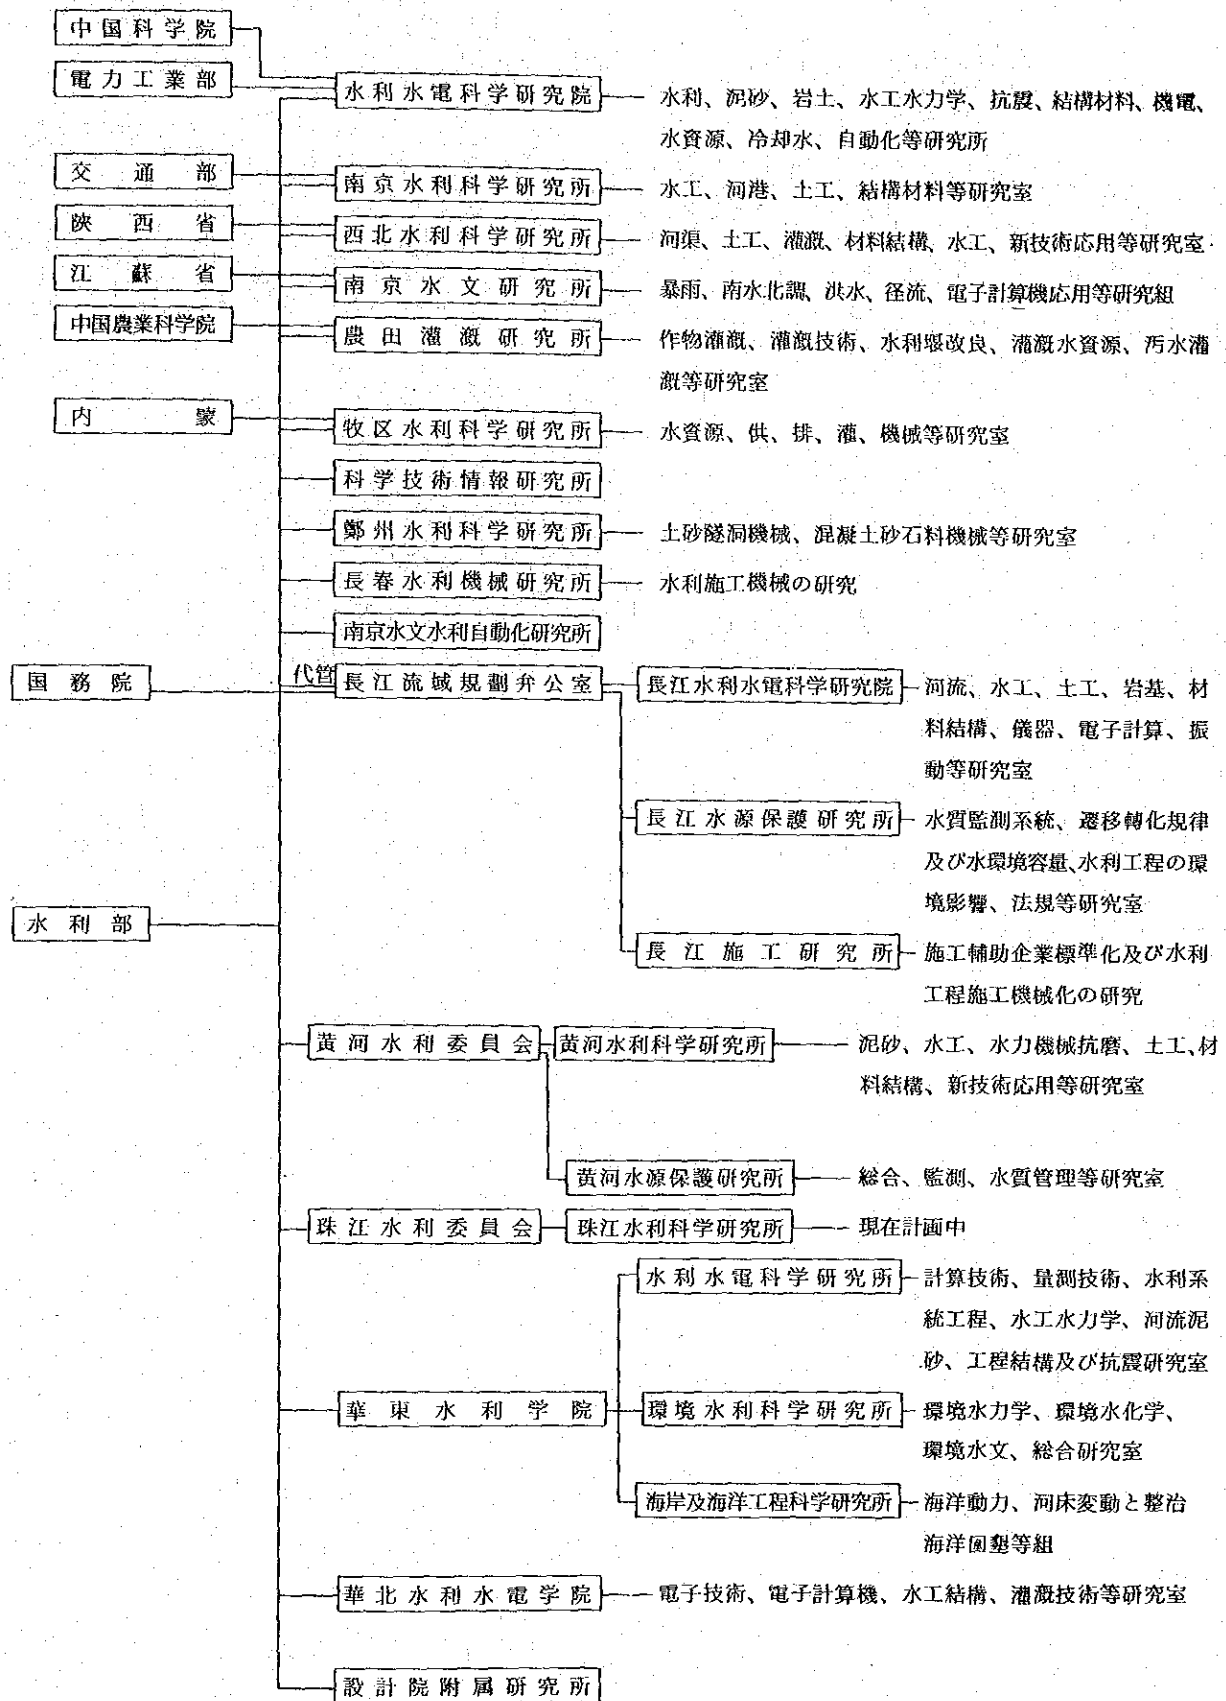 中国科学院
電力工業部
水利水電科学研究院
水利、泥砂、岩土、水工水力学、抗震、結構材料、機電、
水資源、冷却水、自動化等研究所
交通部
南京水利科学研究所
水工、河港、土工、結構材料等研究室
陝西省
西北水利科学研究所
河渠、土工、灌漑、材料結構、水工、新技術応用等研究室
江蘇省
南京水文研究所
暴雨、南水北調、洪水、径流、電子計算機応用等研究組
中国農業科学院
農田灌漑研究所
作物灌漑、灌漑技術、水利堰改良、灌漑水資源、汚水灌
漑等研究室
内蒙
牧区水利科学研究所
水資源、供、排、灌、機械等研究室
科学技術情報研究所
鄭州水利科学研究所
土砂隧洞機械、混凝土砂石料機械等研究室
長春水利機械研究所
水利施工機械の研究
南京水文水利自動化研究所
国務院
代管
長江流域規劃弁公室
長江水利水電科学研究院
河流、水工、土工、岩基、材
料結構、儀器、電子計算、振
動等研究室
長江水源保護研究所
水質監測系統、遷移轉化規律
及び水環境容量、水利工程の環
境影響、法規等研究室
水利部
長江施工研究所
施工輔助企業標準化及び水利
工程施工機械化の研究
黄河水利委員会
黄河水利科学研究所
泥砂、水工、水力機械抗磨、土工、材
料結構、新技術応用等研究室
黄河水源保護研究所
総合、監測、水質管理等研究室
珠江水利委員会
珠江水利科学研究所
現在計画中
水利水電科学研究所
計算技術、量測技術、水利系
統工程、水工水力学、河流泥
砂、工程結構及び抗震研究室
華東水利学院
環境水利科学研究所
環境水力学、環境水化学、
環境水文、総合研究室
海岸及海洋工程科学研究所
海洋動力、河床変動と整治
海洋囲墾等組
華北水利水電学院
電子技術、電子計算機、水工結構、灌漑技術等研究室
設計院附属研究所